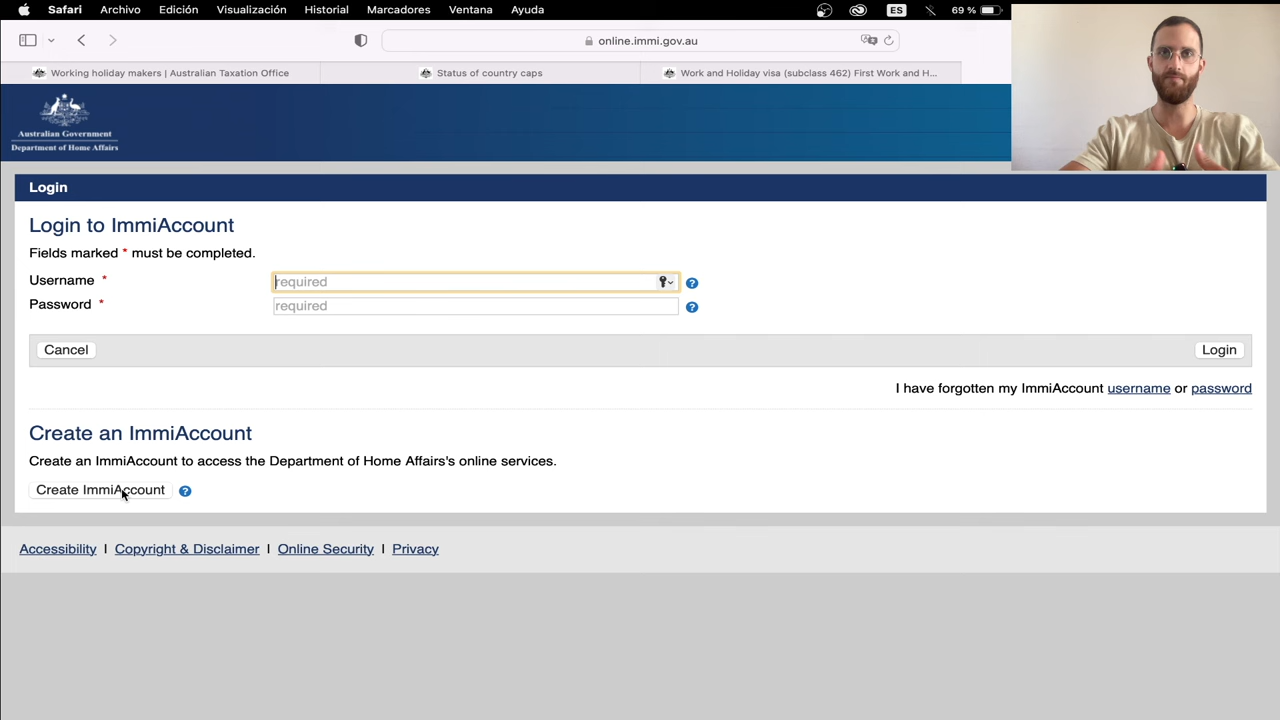 Safari Archivo Edición Visualización Historial Marcadores Ventana Ayuda ES 69 %
online.immi.gov.au
Working holiday makers | Australian Taxation Office Status of country caps Work and Holiday visa (subclass 462) First Work and H...
Australian Government
Department of Home Affairs
Login
Login to ImmiAccount
Fields marked * must be completed.
Username * required ?
Password * required ?
Cancel Login
I have forgotten my ImmiAccount username or password
Create an ImmiAccount
Create an ImmiAccount to access the Department of Home Affairs's online services.
Create ImmiAccount ?
Accessibility | Copyright & Disclaimer | Online Security | Privacy